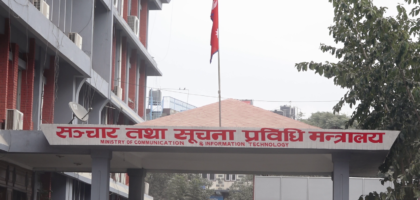 सञ्चार तथा सूचना प्रविधि मन्त्रालय
MINISTRY OF COMMUNICATION & INFORMATION TECHNOLOGY